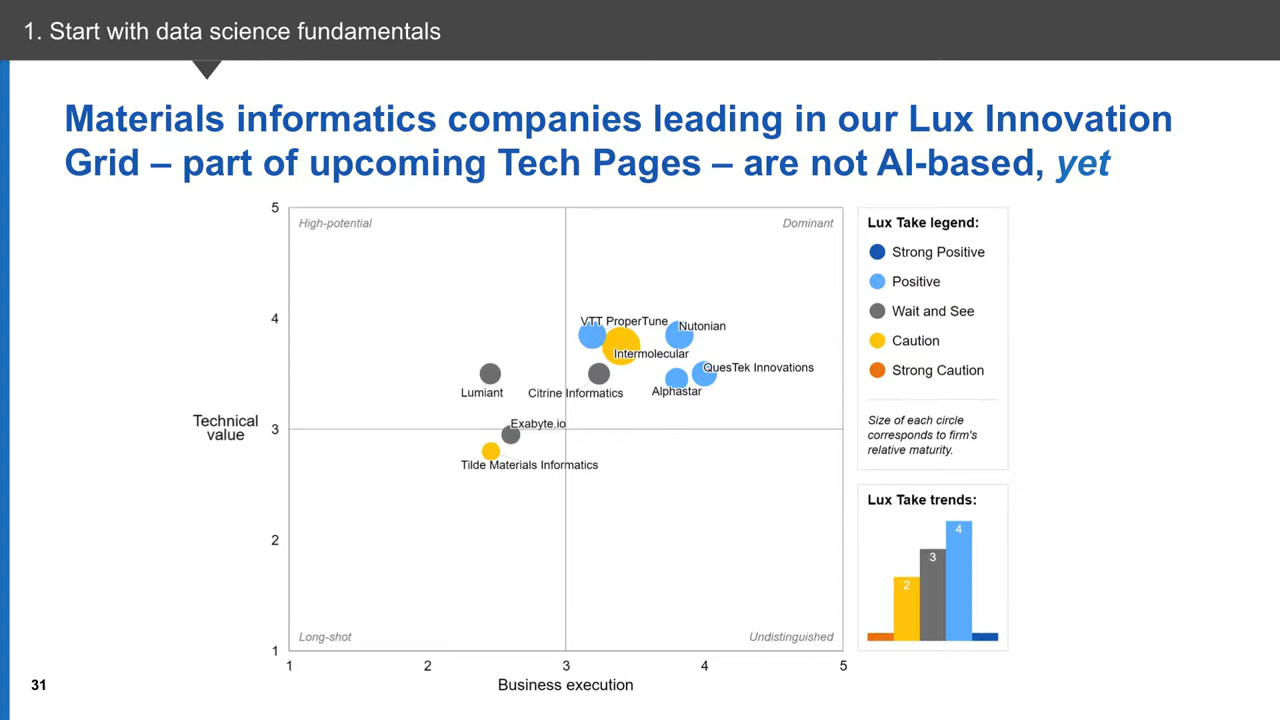 1. Start with data science fundamentals
Materials informatics companies leading in our Lux Innovation
Grid – part of upcoming Tech Pages – are not AI-based, yet
5
High-potential
Dominant
4
VTT ProperTune
Nutonian
Intermolecular
QuesTek Innovations
Lumiant
Citrine Informatics
Alphastar
Technical
value
3
Exabyte.io
Tilde Materials Informatics
2
Long-shot
Undistinguished
1
1
2
3
4
5
Business execution
Lux Take legend:
Strong Positive
Positive
Wait and See
Caution
Strong Caution
Size of each circle
corresponds to firm's
relative maturity.
Lux Take trends:
4
3
2
31